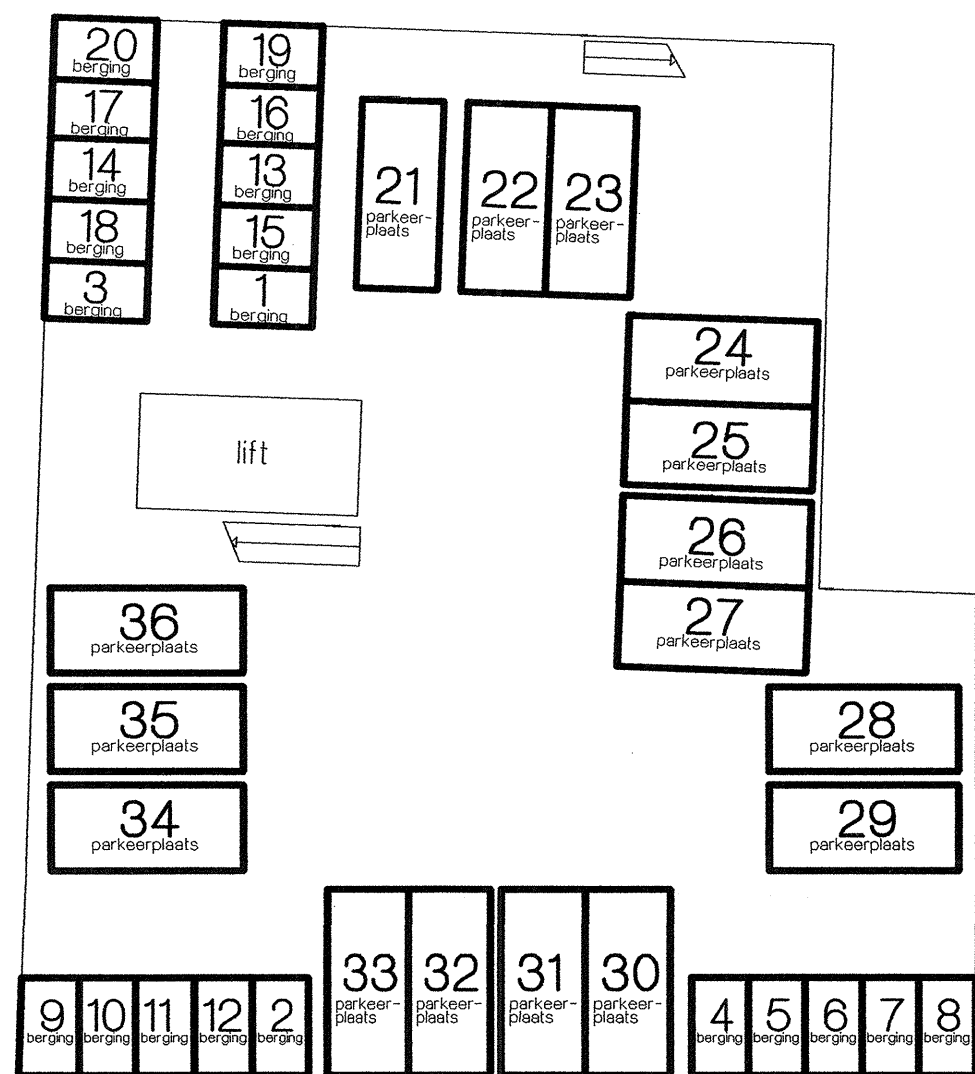 20
berging
19
berging
17
berging
16
berging
14
berging
13
berging
18
berging
15
berging
3
berging
1
berging
21
parkeer-
plaats
22
parkeer-
plaats
23
parkeer-
plaats
24
parkeerplaats
25
parkeerplaats
lift
26
parkeerplaats
27
parkeerplaats
36
parkeerplaats
35
parkeerplaats
34
parkeerplaats
28
parkeerplaats
29
parkeerplaats
33
parkeer-
plaats
32
parkeer-
plaats
31
parkeer-
plaats
30
parkeer-
plaats
9
berging
10
berging
11
berging
12
berging
2
berging
4
berging
5
berging
6
berging
7
berging
8
berging